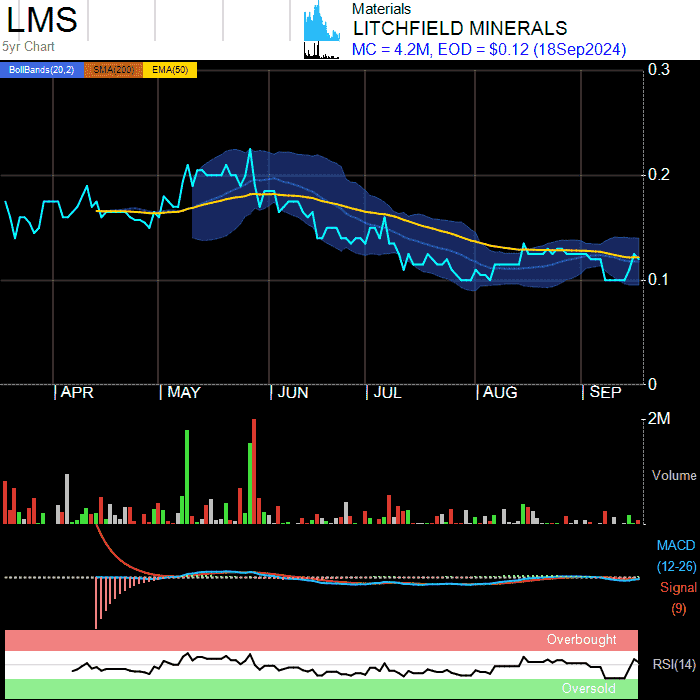 LMS
5yr Chart
Materials
LITCHFIELD MINERALS
MC = 4.2M, EOD = $0.12 (18Sep2024)
BollBands(20,2) SMA(200) EMA(50)
0.3
0.2
0.1
0
APR MAY JUN JUL AUG SEP
2M
Volume
MACD
(12-26)
Signal
(9)
Overbought
RSI(14)
Oversold